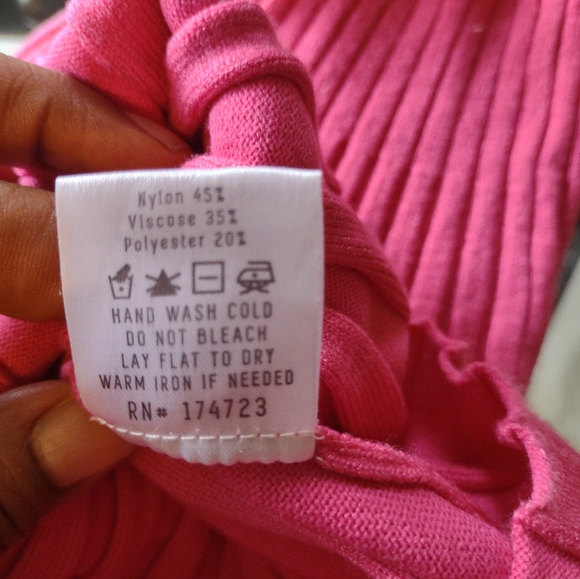 Nylon 45%
Viscose 35%
Polyester 20%
HAND WASH COLD
DO NOT BLEACH
LAY FLAT TO DRY
WARM IRON IF NEEDED
RN# 174723